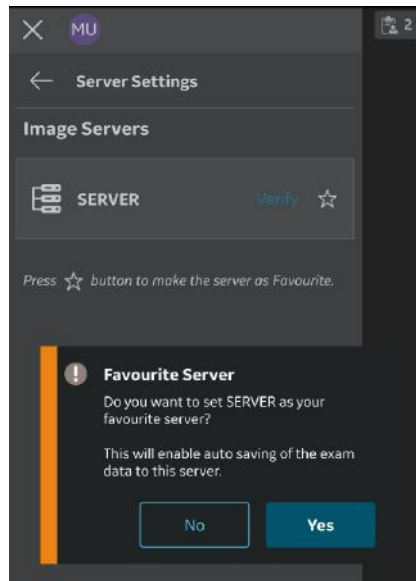 MU
2
Server Settings
Image Servers
SERVER Verify
Press button to make the server as Favourite.
Favourite Server
Do you want to set SERVER as your
favourite server?
This will enable auto saving of the exam
data to this server.
No Yes